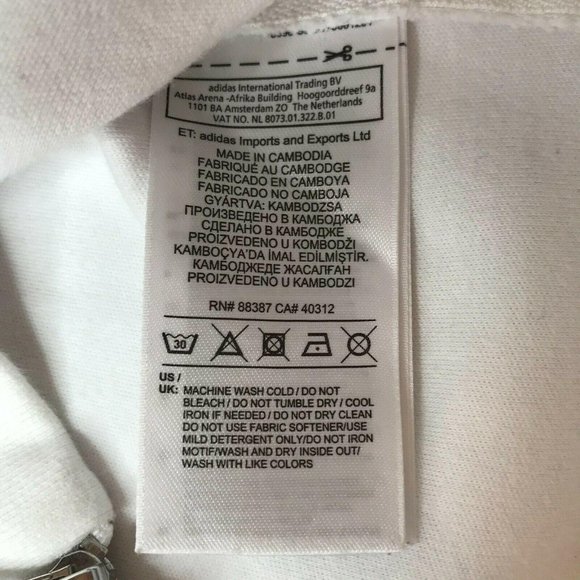 adidas International Trading BV
Atlas Arena -Afrika Building Hoogoorddreef 9a
1101 BA Amsterdam ZO The Netherlands
VAT NO. NL 8073.01.322.B.01
ET: adidas Imports and Exports Ltd
MADE IN CAMBODIA
FABRIQUÉ AU CAMBODGE
FABRICADO EN CAMBOYA
FABRICADO NO CAMBOJA
GYÁRTVA: KAMBODZSA
ПРОИЗВЕДЕНО В КАМБОДЖА
СДЕЛАНО В КАМБОДЖЕ
PROIZVEDENO U KOMBODŽI
KAMBOÇYA'DA İMAL EDİLMİŞTİR.
КАМБОДЖЕДЕ ЖАСАЛҒАН
PROIZVEDENO U KAMBODZI
RN# 88387 CA# 40312
30
US /
UK: MACHINE WASH COLD / DO NOT
BLEACH / DO NOT TUMBLE DRY / COOL
IRON IF NEEDED / DO NOT DRY CLEAN
DO NOT USE FABRIC SOFTENER/USE
MILD DETERGENT ONLY/DO NOT IRON
MOTIF/WASH AND DRY INSIDE OUT/
WASH WITH LIKE COLORS